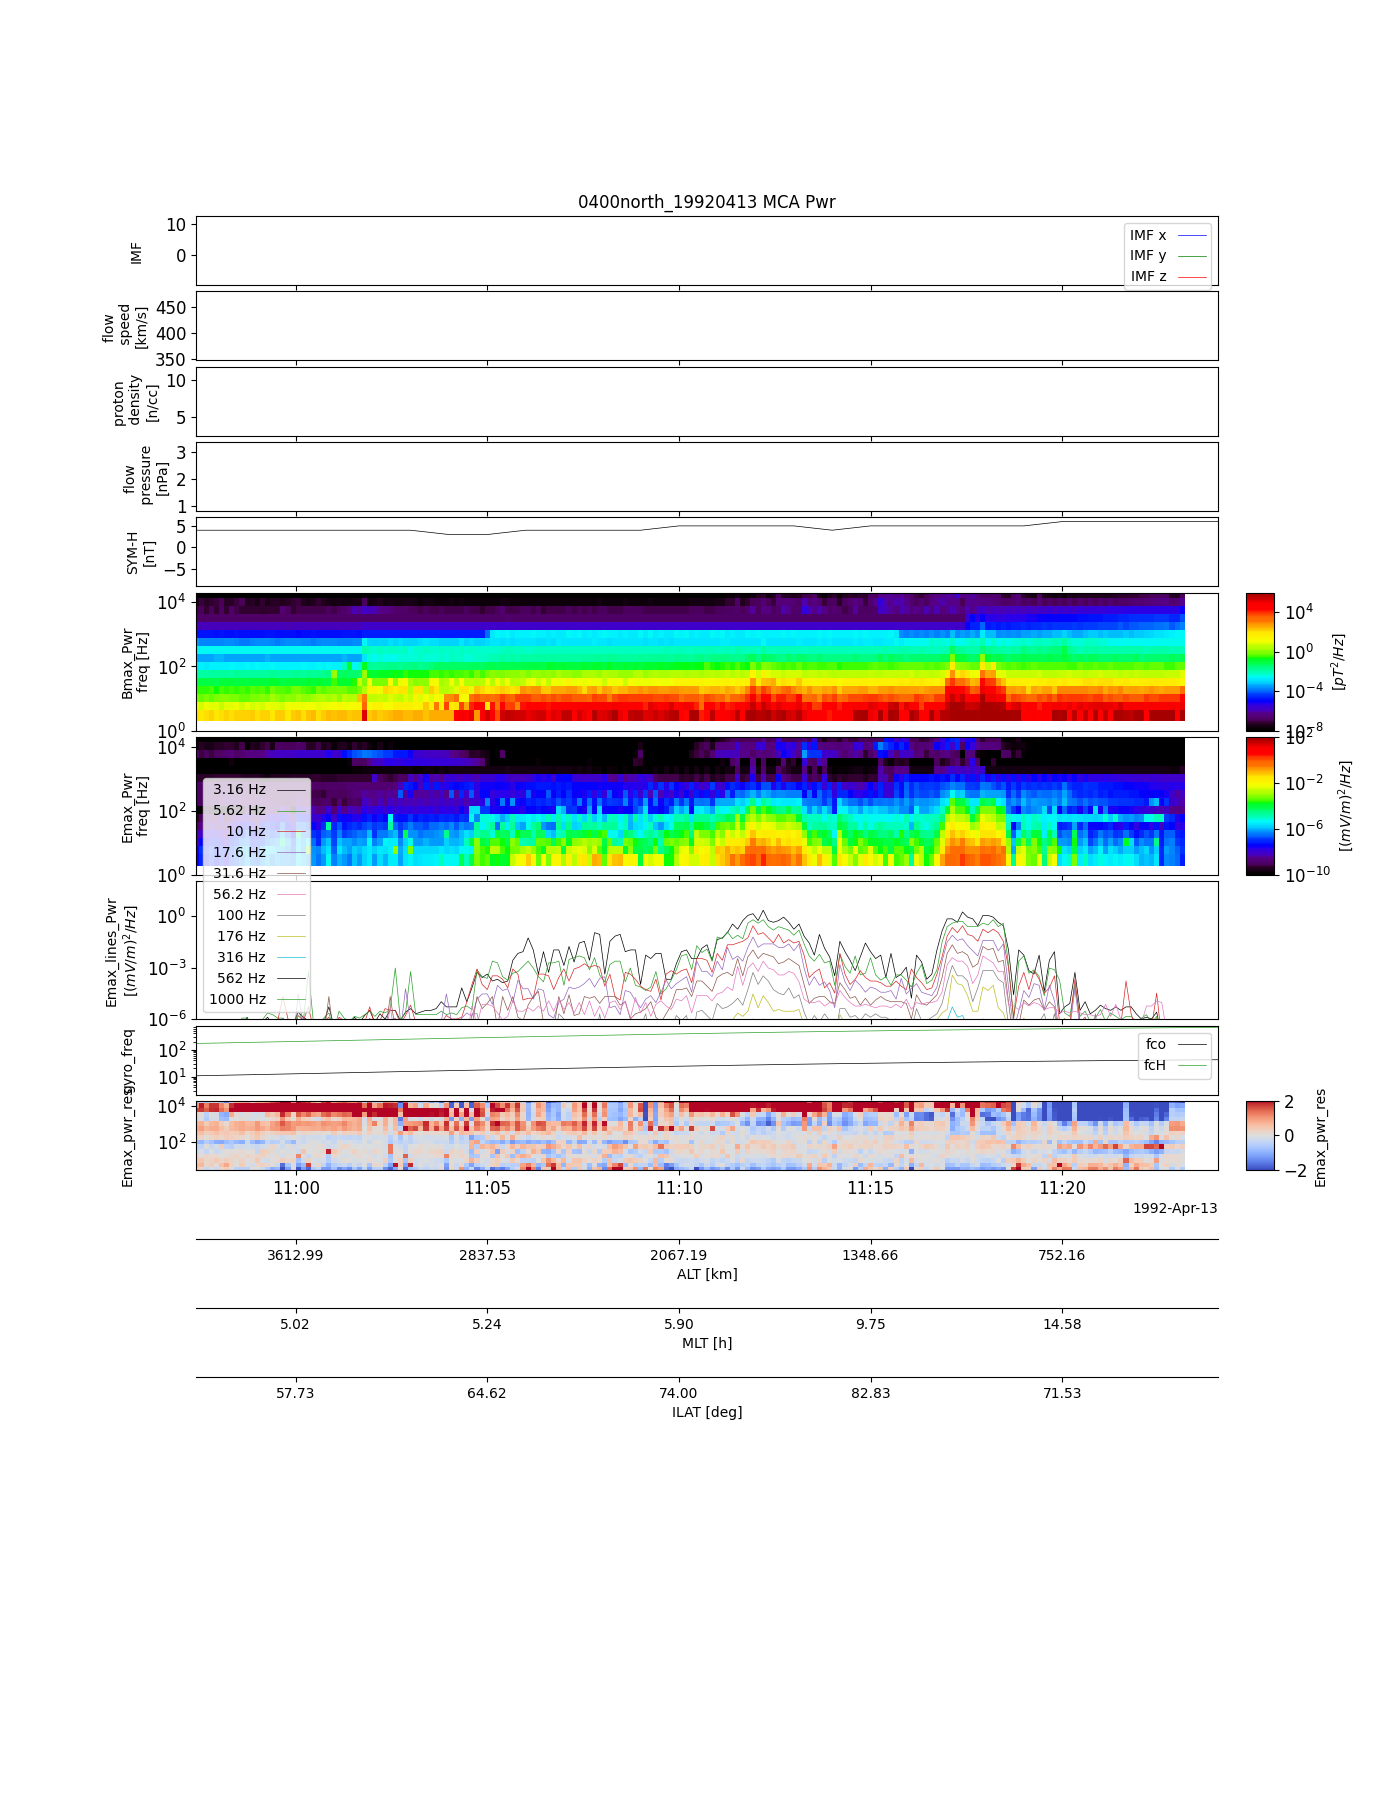 0400north_19920413 MCA Pwr
10
0
IMF
IMF x
IMF y
IMF z
450
400
350
flow
speed
[km/s]
10
5
proton
density
[n/cc]
3
2
1
flow
pressure
[nPa]
5
0
−5
SYM-H
[nT]
10^4
10^2
10^0
Bmax_Pwr
freq [Hz]
10^4
10^0
10^−4
10^−8
[pT^2/Hz]
10^4
10^2
10^0
Emax_Pwr
freq [Hz]
10^2
10^−2
10^−6
10^−10
[(mV/m)^2/Hz]
3.16 Hz
5.62 Hz
10 Hz
17.6 Hz
31.6 Hz
56.2 Hz
100 Hz
176 Hz
316 Hz
562 Hz
1000 Hz
10^0
10^−3
10^−6
Emax_lines_Pwr
[(mV/m)^2/Hz]
10^2
10^1
gyro_freq
fco
fcH
10^4
10^2
Emax_pwr_res
2
0
−2
Emax_pwr_res
11:00 11:05 11:10 11:15 11:20
1992-Apr-13
3612.99 2837.53 2067.19 1348.66 752.16
ALT [km]
5.02 5.24 5.90 9.75 14.58
MLT [h]
57.73 64.62 74.00 82.83 71.53
ILAT [deg]